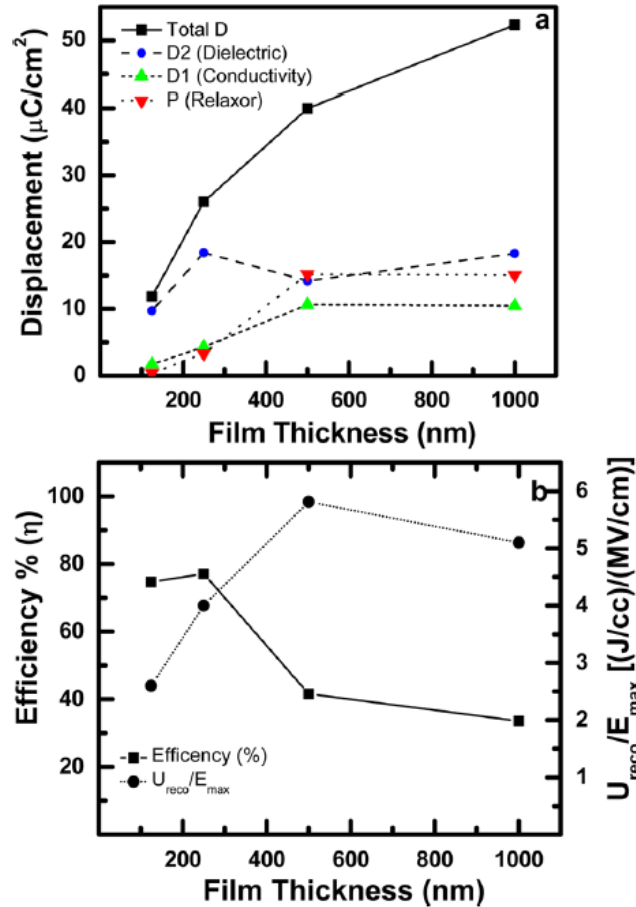 a
Total D
D2 (Dielectric)
D1 (Conductivity)
P (Relaxor)
Displacement (μC/cm²)
50
40
30
20
10
0
200 400 600 800 1000
Film Thickness (nm)
b
Efficiency % (η)
100
80
60
40
20
6
5
4
3
2
1
U_reco/E_max [(J/cc)/(MV/cm)]
Efficency (%)
U_reco/E_max
200 400 600 800 1000
Film Thickness (nm)